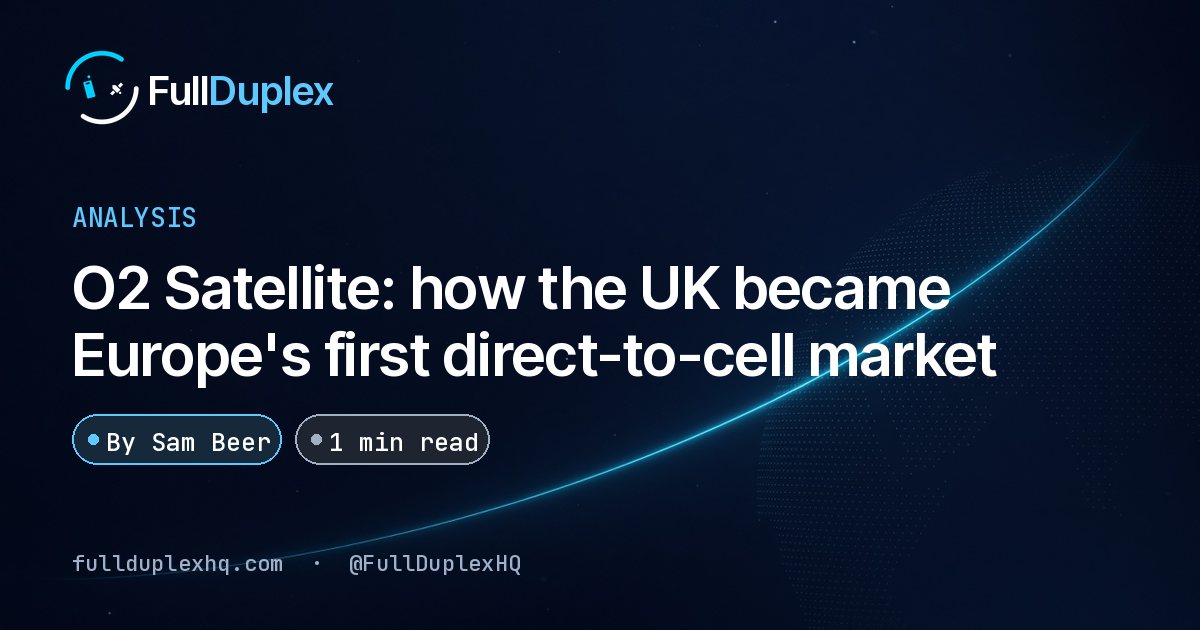 FullDuplex
ANALYSIS
O2 Satellite: how the UK became
Europe's first direct-to-cell market
By Sam Beer
1 min read
fullduplexhq.com · @FullDuplexHQ